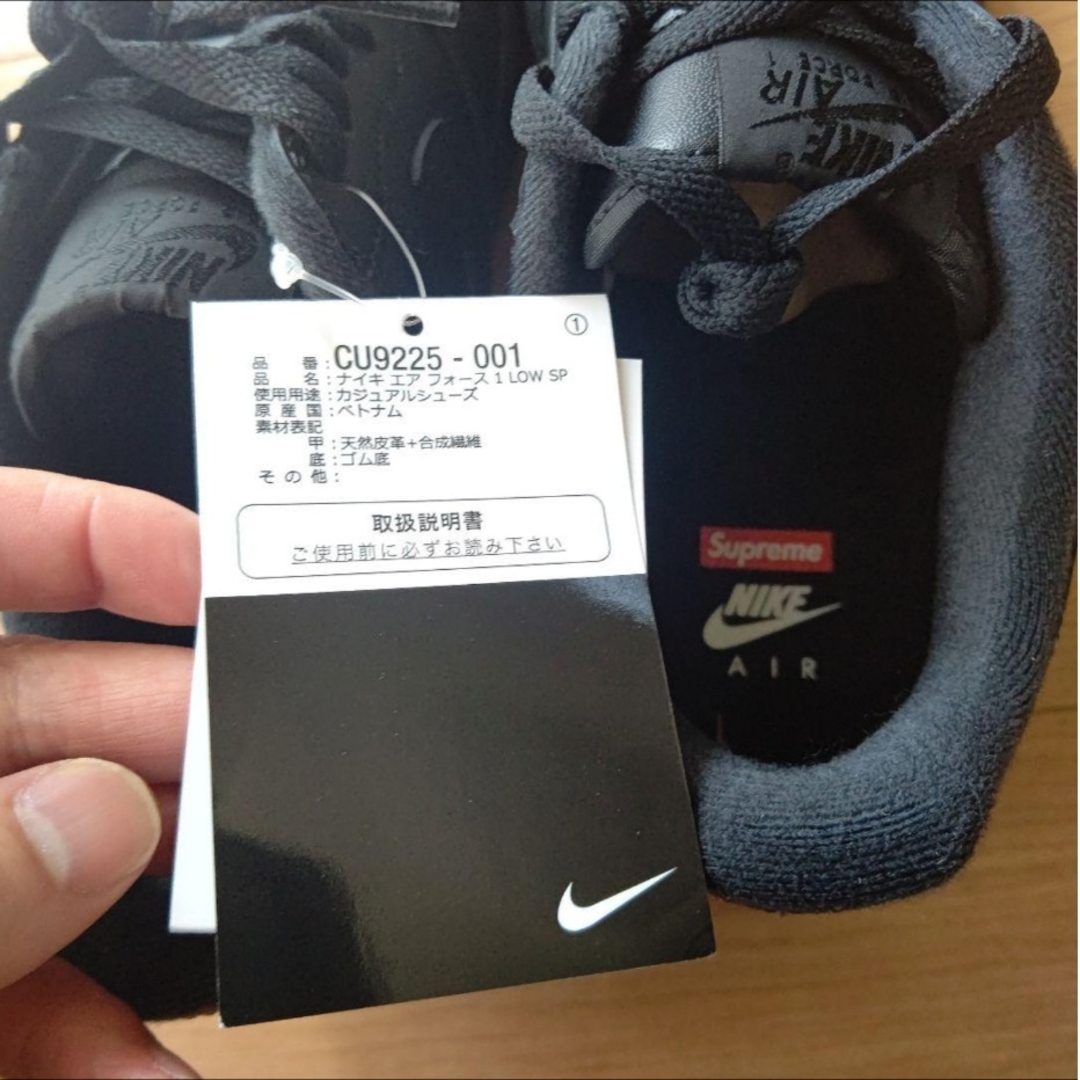 AIR
FORCE 1
NIKE
®
NIKE
AIR
①
品 番：CU9225 - 001
品 名：ナイキ エア フォース 1 LOW SP
使用用途：カジュアルシューズ
原 産 国：ベトナム
素材表記
甲：天然皮革+合成繊維
底：ゴム底
そ の 他：
取扱説明書
ご使用前に必ずお読み下さい
Supreme
NIKE
AIR